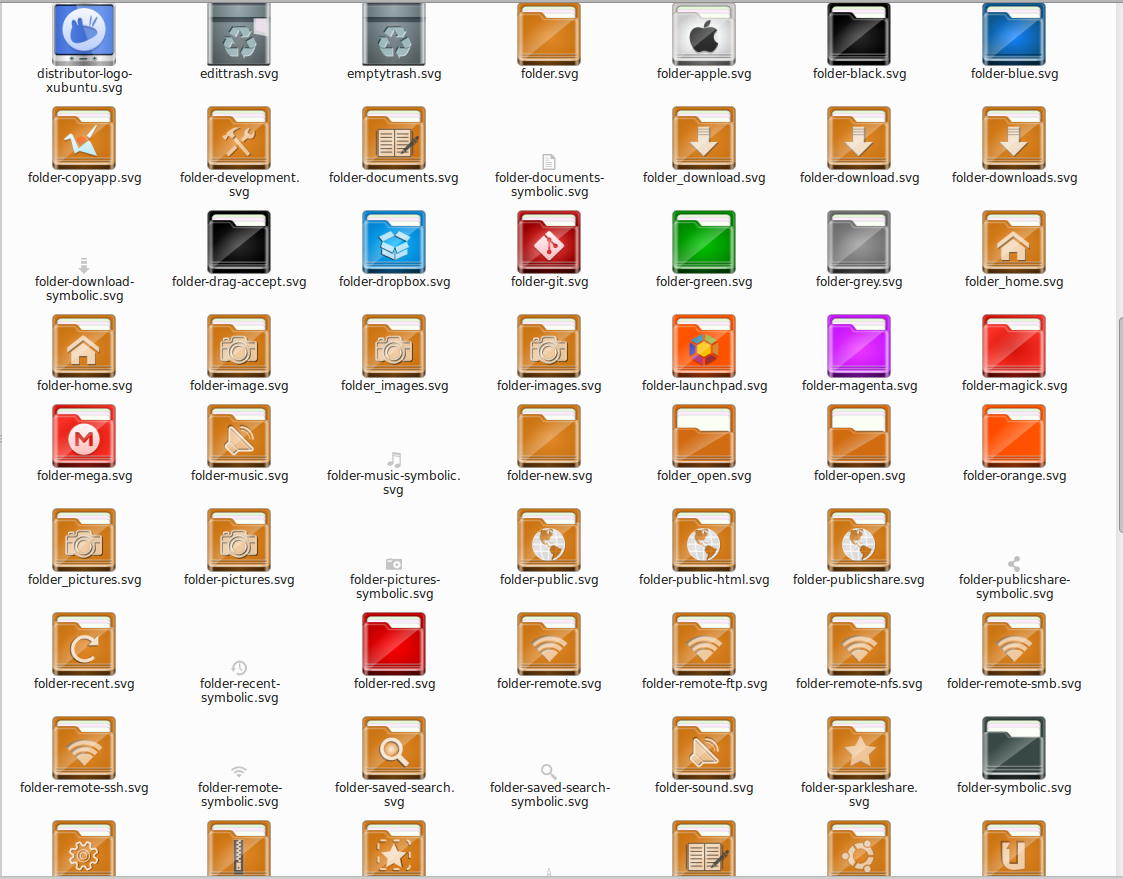 distributor-logo-
xubuntu.svg
edittrash.svg
emptytrash.svg
folder.svg
folder-apple.svg
folder-black.svg
folder-blue.svg
folder-copyapp.svg
folder-development.
svg
folder-documents.svg
folder-documents-
symbolic.svg
folder_download.svg
folder-download.svg
folder-downloads.svg
folder-download-
symbolic.svg
folder-drag-accept.svg
folder-dropbox.svg
folder-git.svg
folder-green.svg
folder-grey.svg
folder_home.svg
folder-home.svg
folder-image.svg
folder_images.svg
folder-images.svg
folder-launchpad.svg
folder-magenta.svg
folder-magick.svg
M
folder-mega.svg
folder-music.svg
folder-music-symbolic.
svg
folder-new.svg
folder_open.svg
folder-open.svg
folder-orange.svg
folder_pictures.svg
folder-pictures.svg
folder-pictures-
symbolic.svg
folder-public.svg
folder-public-html.svg
folder-publicshare.svg
folder-publicshare-
symbolic.svg
folder-recent.svg
folder-recent-
symbolic.svg
folder-red.svg
folder-remote.svg
folder-remote-ftp.svg
folder-remote-nfs.svg
folder-remote-smb.svg
folder-remote-ssh.svg
folder-remote-
symbolic.svg
folder-saved-search.
svg
folder-saved-search-
symbolic.svg
folder-sound.svg
folder-sparkleshare.
svg
folder-symbolic.svg
u